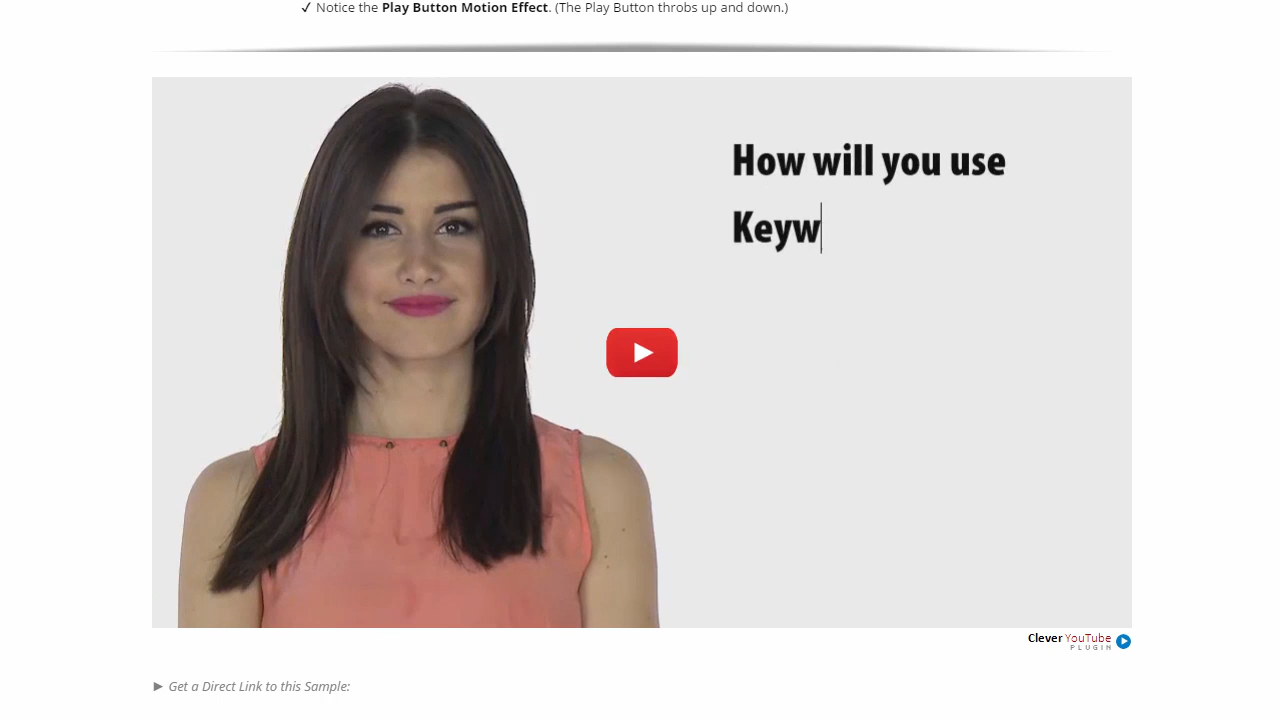 ✓ Notice the Play Button Motion Effect. (The Play Button throbs up and down.)
How will you use
Keyw
Clever YouTube
PLUGIN
► Get a Direct Link to this Sample: